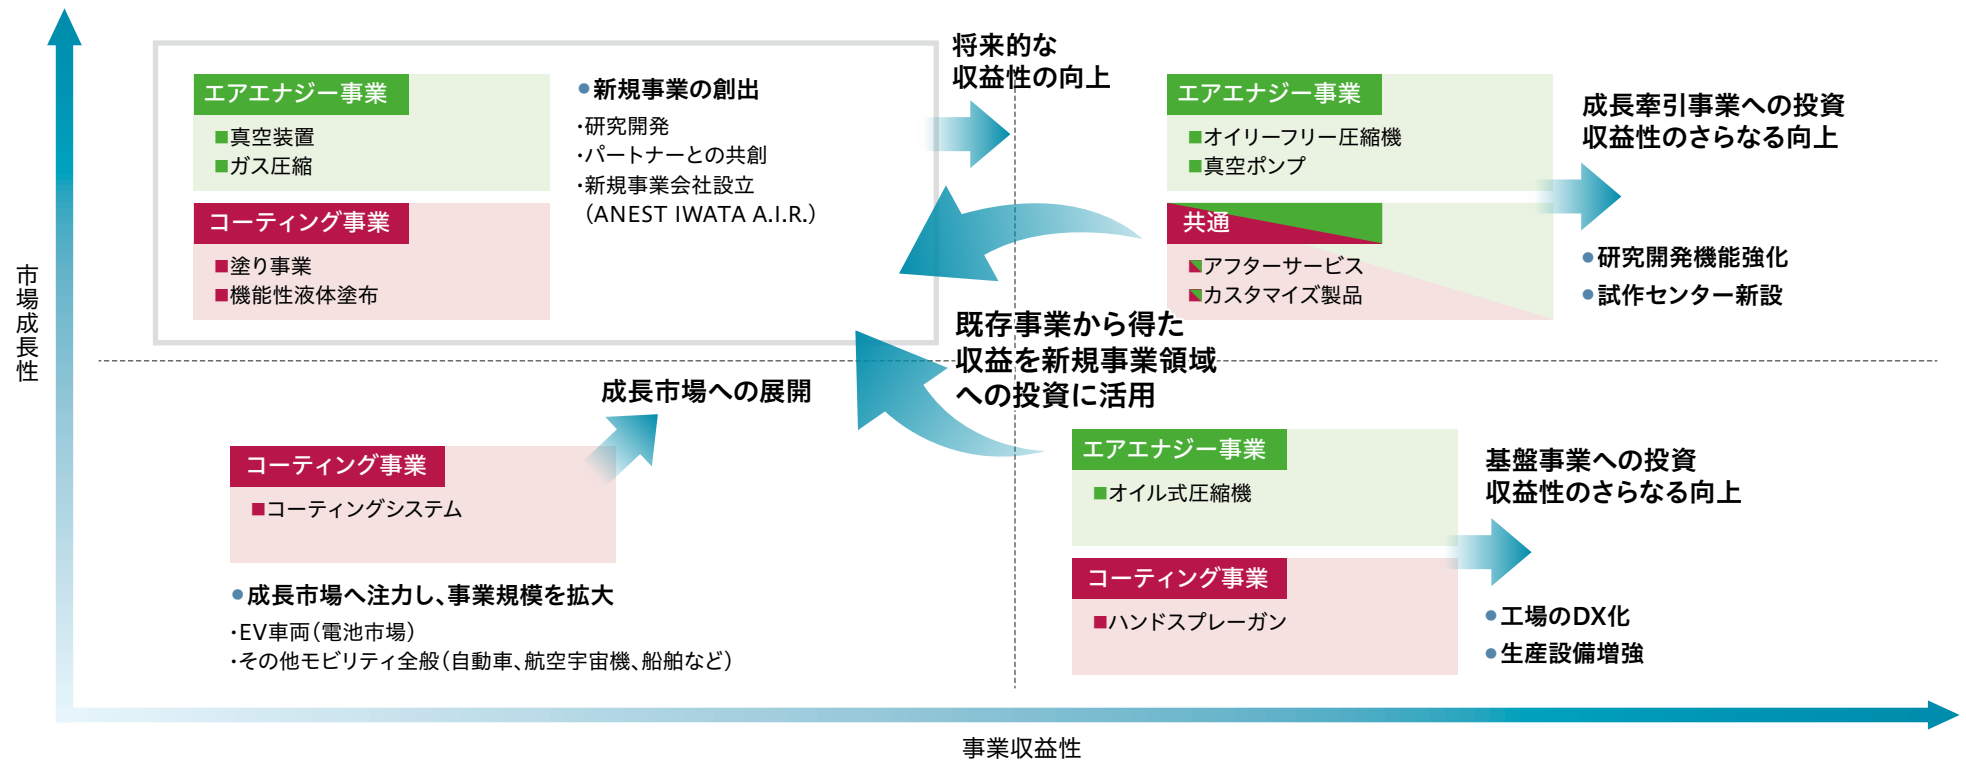 市場成長性
エアエナジー事業
■真空装置
■ガス圧縮
コーティング事業
■塗り事業
■機能性液体塗布
●新規事業の創出
・研究開発
・パートナーとの共創
・新規事業会社設立
（ANEST IWATA A.I.R.）
将来的な
収益性の向上
エアエナジー事業
■オイリーフリー圧縮機
■真空ポンプ
共通
アフターサービス
カスタマイズ製品
成長牽引事業への投資
収益性のさらなる向上
●研究開発機能強化
●試作センター新設
既存事業から得た
収益を新規事業領域
への投資に活用
成長市場への展開
コーティング事業
■コーティングシステム
●成長市場へ注力し、事業規模を拡大
・EV車両（電池市場）
・その他モビリティ全般（自動車、航空宇宙機、船舶など）
エアエナジー事業
■オイル式圧縮機
コーティング事業
■ハンドスプレーガン
基盤事業への投資
収益性のさらなる向上
●工場のDX化
●生産設備増強
事業収益性